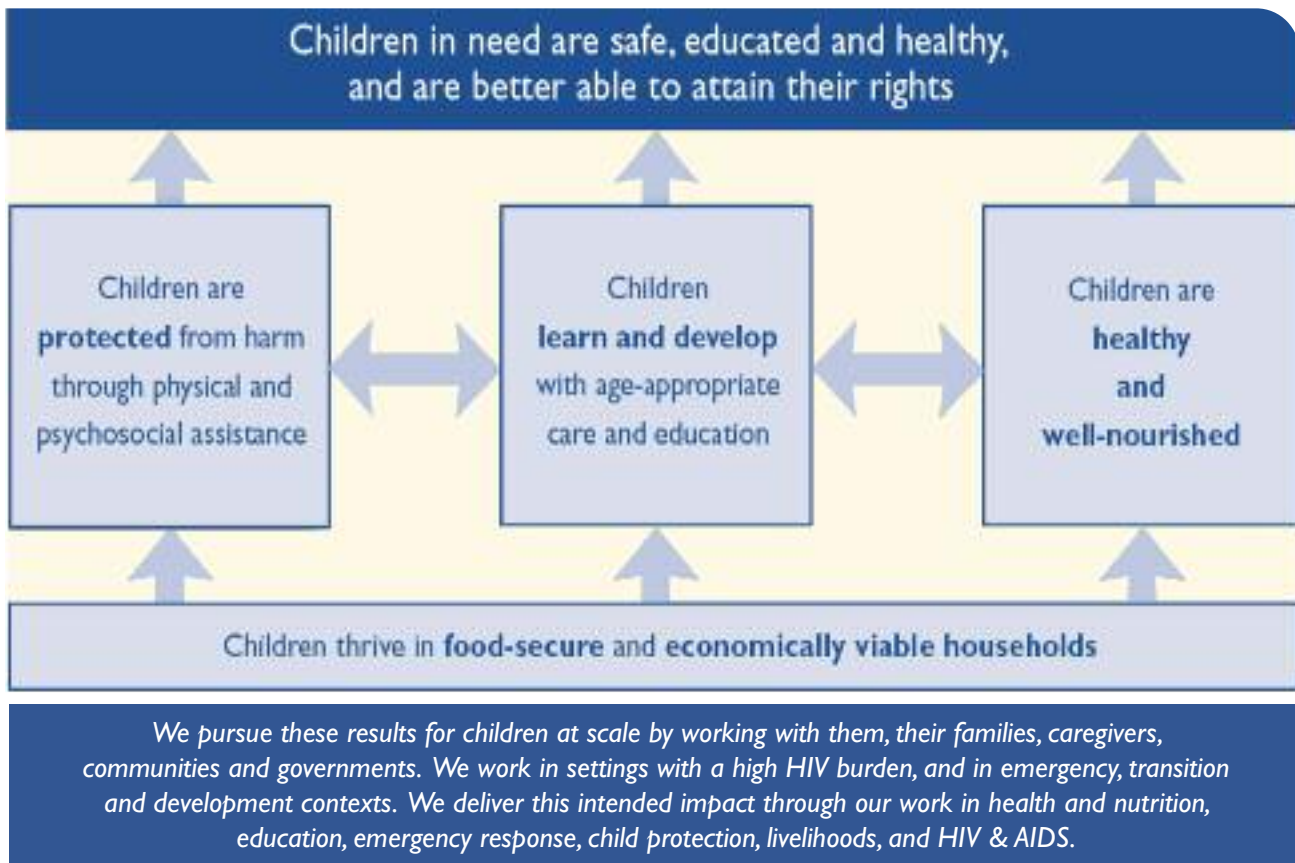 Children in need are safe, educated and healthy,
and are better able to attain their rights
Children are
protected from harm
through physical and
psychosocial assistance
Children
learn and develop
with age-appropriate
care and education
Children are
healthy
and
well-nourished
Children thrive in food-secure and economically viable households
We pursue these results for children at scale by working with them, their families, caregivers,
communities and governments. We work in settings with a high HIV burden, and in emergency, transition
and development contexts. We deliver this intended impact through our work in health and nutrition,
education, emergency response, child protection, livelihoods, and HIV & AIDS.